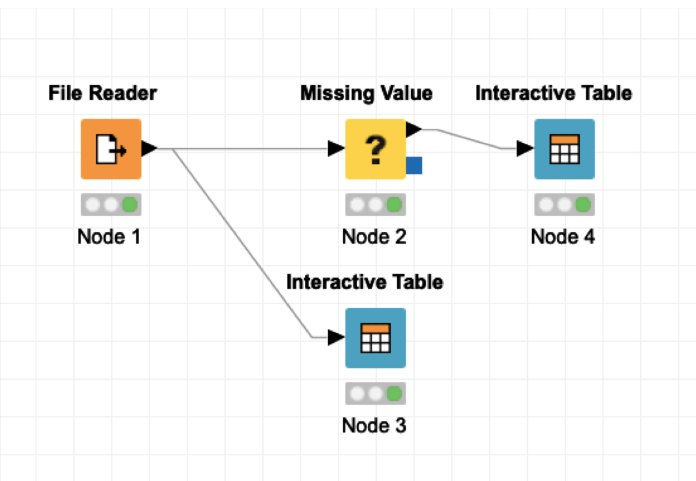 File Reader
Missing Value
Interactive Table
?
Node 1
Node 2
Node 4
Interactive Table
Node 3